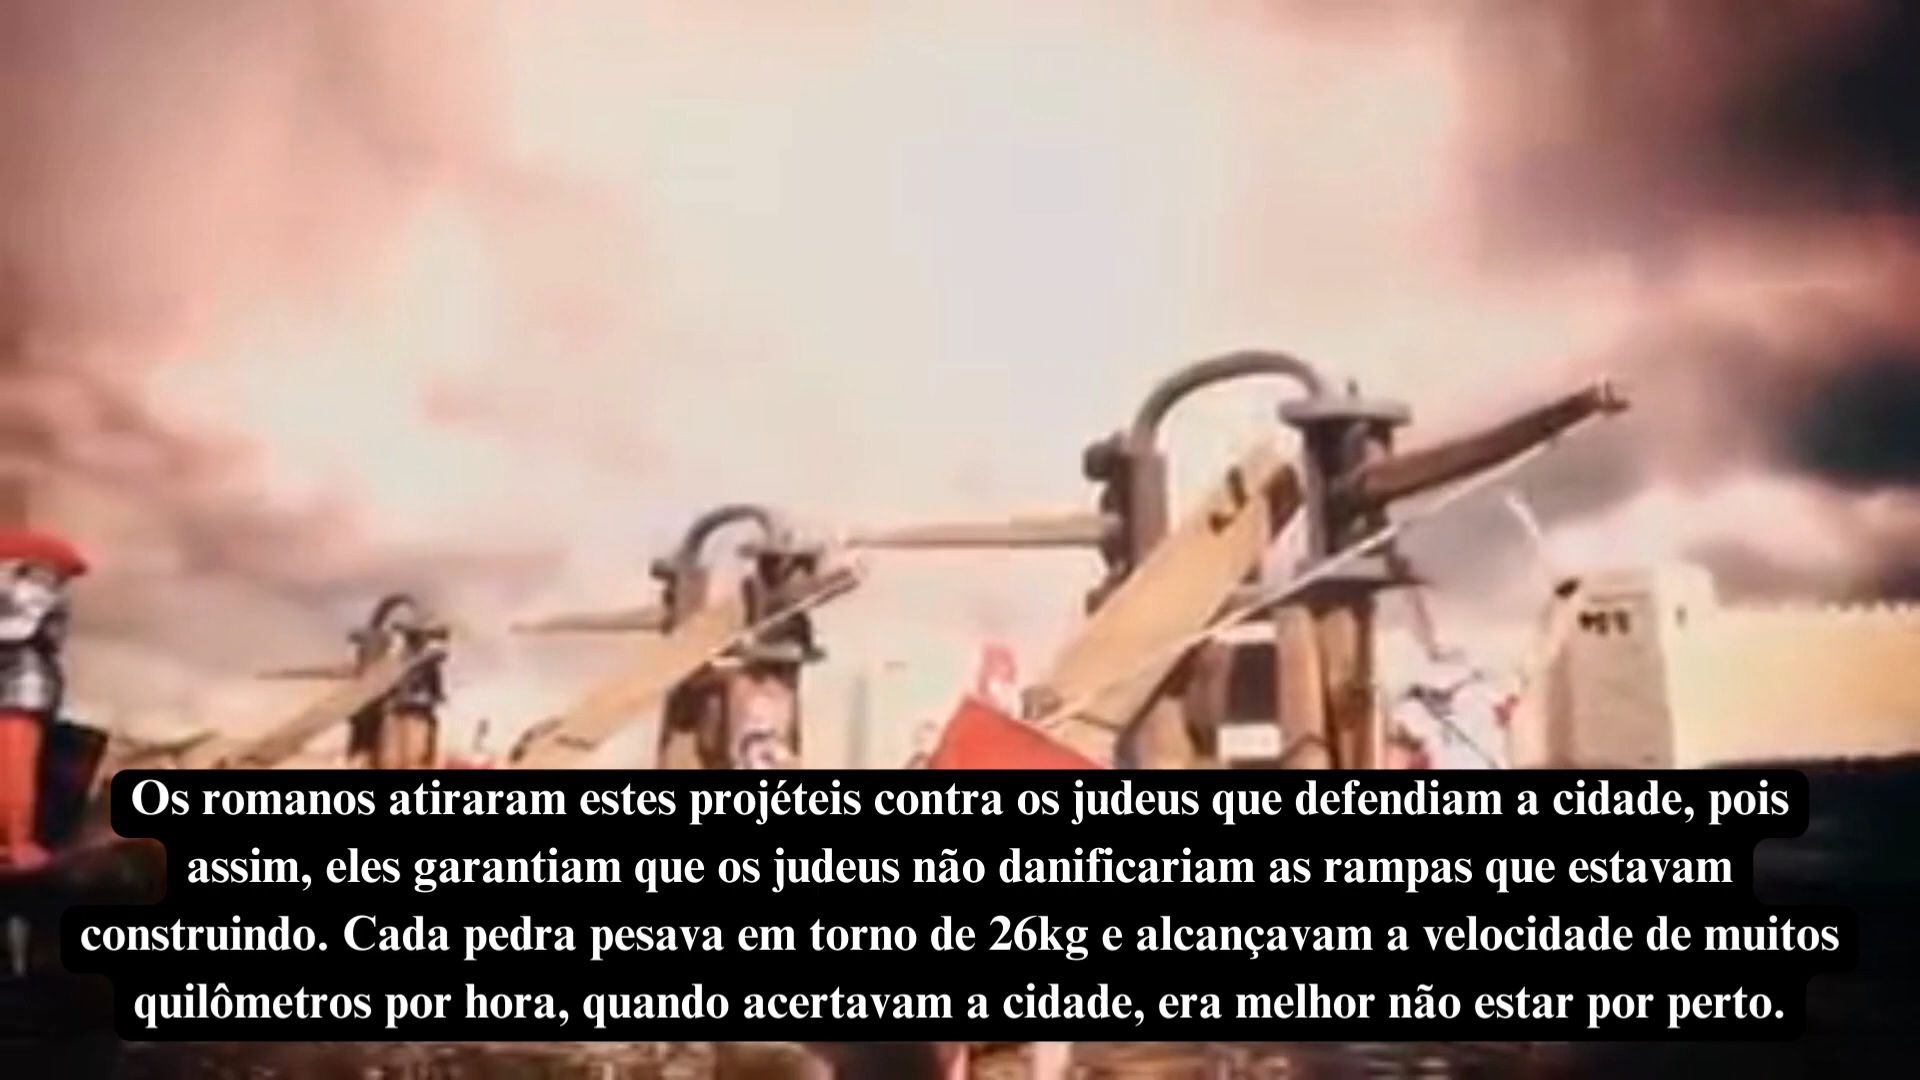 Os romanos atiraram estes projéteis contra os judeus que defendiam a cidade, pois
assim, eles garantiam que os judeus não danificariam as rampas que estavam
construindo. Cada pedra pesava em torno de 26kg e alcançavam a velocidade de muitos
quilômetros por hora, quando acertavam a cidade, era melhor não estar por perto.